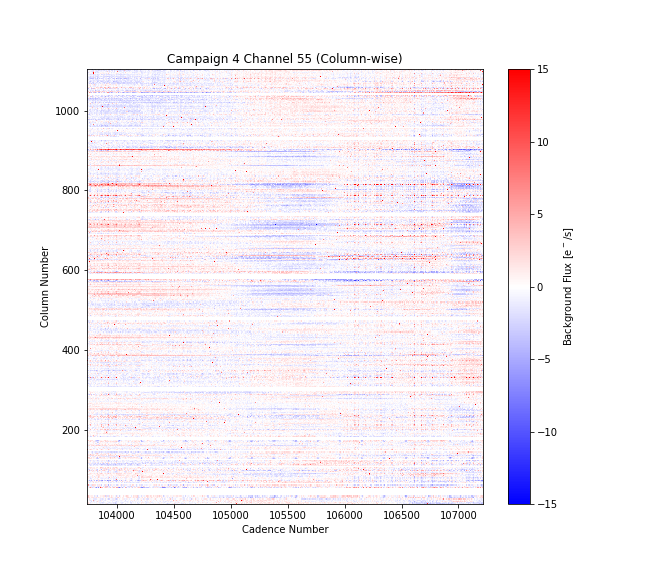 Campaign 4 Channel 55 (Column-wise)
Column Number
1000
800
600
400
200
104000 104500 105000 105500 106000 106500 107000
Cadence Number
15
10
5
0
−5
−10
−15
Background Flux [e⁻/s]